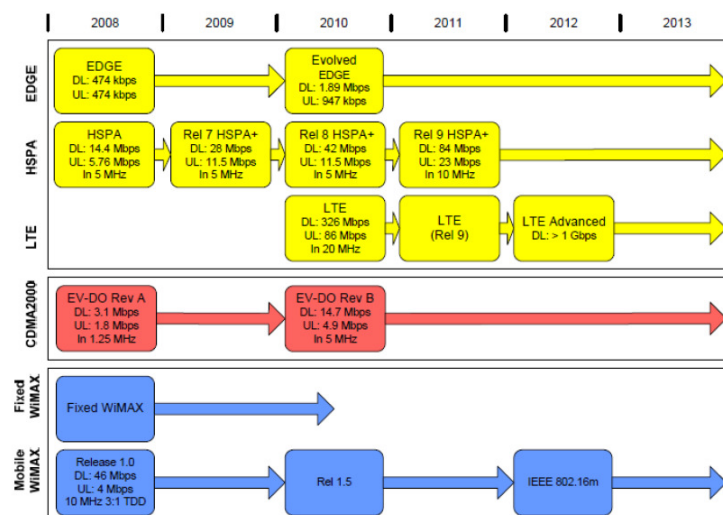 2008 2009 2010 2011 2012 2013
EDGE
EDGE
DL: 474 kbps
UL: 474 kbps
Evolved
EDGE
DL: 1.89 Mbps
UL: 947 kbps
HSPA
HSPA
DL: 14.4 Mbps
UL: 5.76 Mbps
In 5 MHz
Rel 7 HSPA+
DL: 28 Mbps
UL: 11.5 Mbps
In 5 MHz
Rel 8 HSPA+
DL: 42 Mbps
UL: 11.5 Mbps
In 5 MHz
Rel 9 HSPA+
DL: 84 Mbps
UL: 23 Mbps
In 10 MHz
LTE
LTE
DL: 326 Mbps
UL: 86 Mbps
In 20 MHz
LTE
(Rel 9)
LTE Advanced
DL: > 1 Gbps
CDMA2000
EV-DO Rev A
DL: 3.1 Mbps
UL: 1.8 Mbps
In 1.25 MHz
EV-DO Rev B
DL: 14.7 Mbps
UL: 4.9 Mbps
In 5 MHz
Fixed
WiMAX
Fixed WiMAX
Mobile
WiMAX
Release 1.0
DL: 46 Mbps
UL: 4 Mbps
10 MHz 3:1 TDD
Rel 1.5
IEEE 802.16m